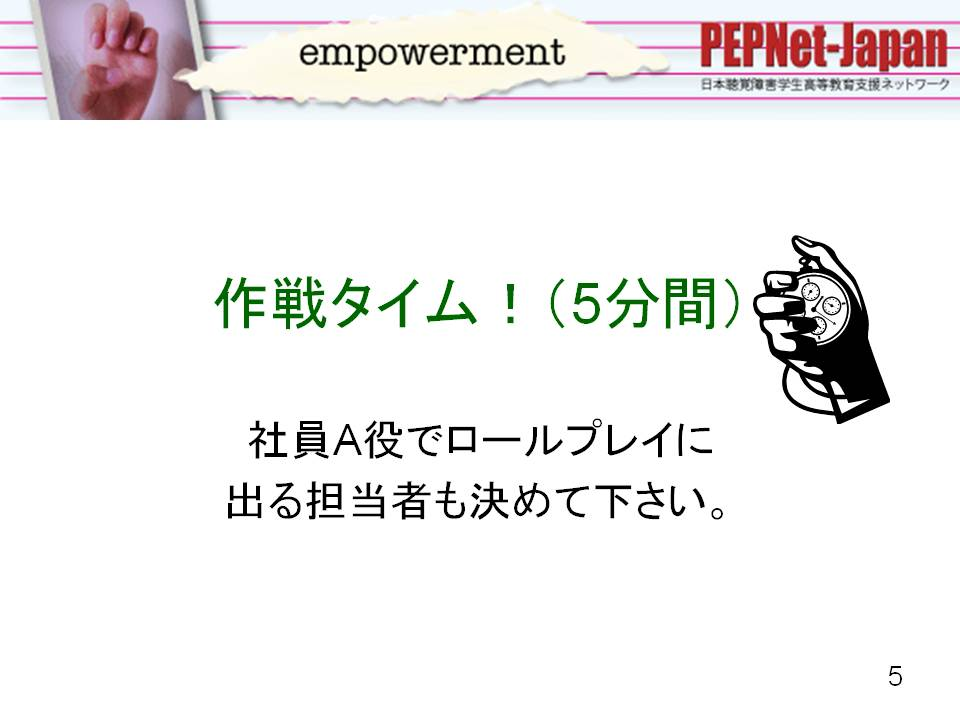 empowerment
PEPNet-Japan
日本聴覚障害学生高等教育支援ネットワーク
作戦タイム！（5分間）
社員A役でロールプレイに
出る担当者も決めて下さい。
5